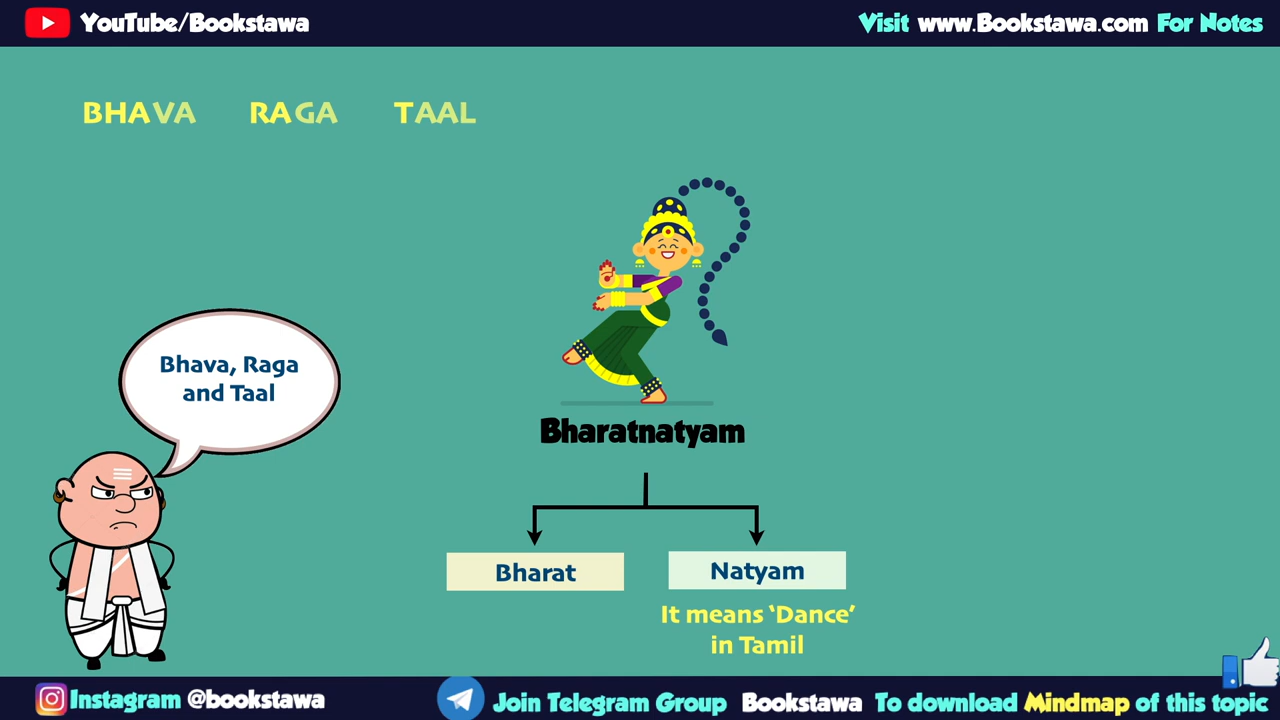 YouTube/Bookstawa
Visit www.Bookstawa.com For Notes
BHAVA RAGA TAAL
Bhava, Raga
and Taal
Bharatnatyam
Bharat
Natyam
It means ‘Dance’
in Tamil
Instagram @bookstawa
Join Telegram Group Bookstawa To download Mindmap of this topic